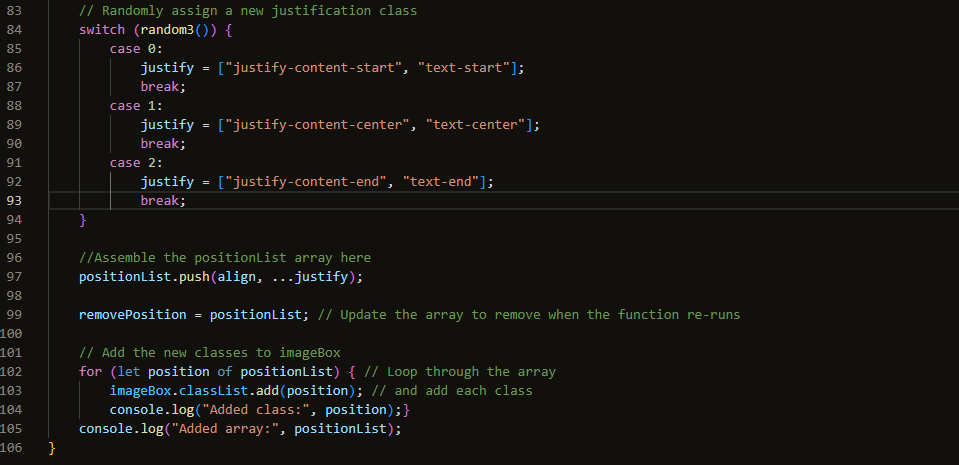 83 // Randomly assign a new justification class
84 switch (random3()) {
85 case 0:
86 justify = ["justify-content-start", "text-start"];
87 break;
88 case 1:
89 justify = ["justify-content-center", "text-center"];
90 break;
91 case 2:
92 justify = ["justify-content-end", "text-end"];
93 break;
94 }
95
96 //Assemble the positionList array here
97 positionList.push(align, ...justify);
98
99 removePosition = positionList; // Update the array to remove when the function re-runs
100
101 // Add the new classes to imageBox
102 for (let position of positionList) { // Loop through the array
103 imageBox.classList.add(position); // and add each class
104 console.log("Added class:", position);}
105 console.log("Added array:", positionList);
106 }